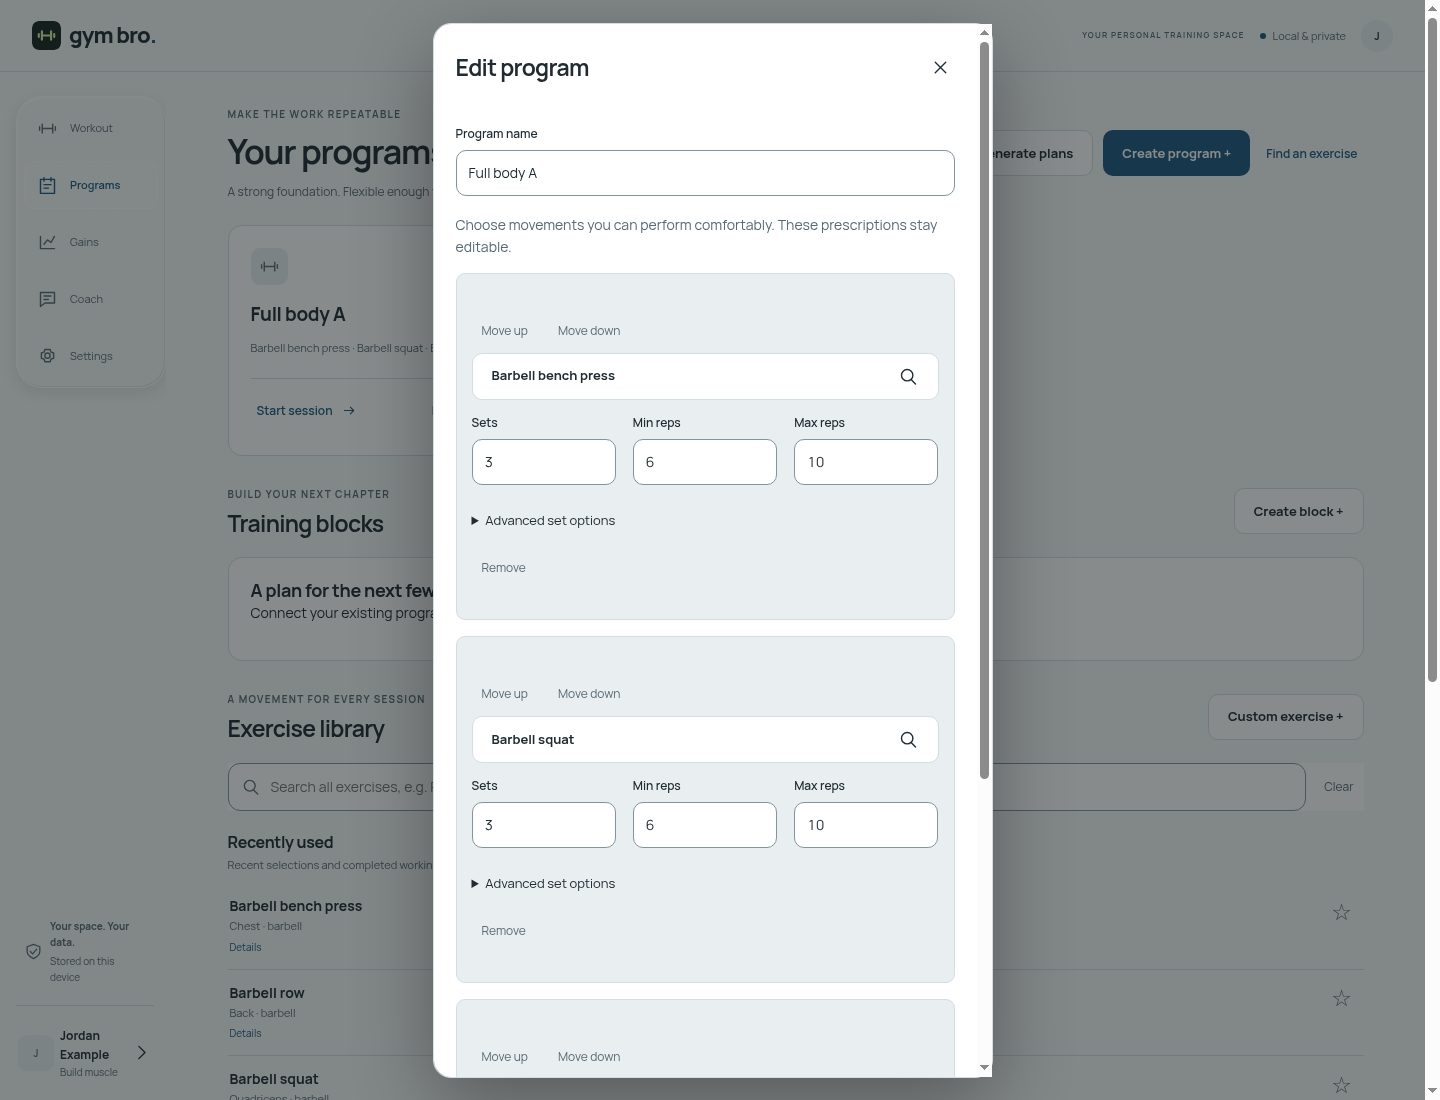 gym bro.
YOUR PERSONAL TRAINING SPACE
Local & private
J
Workout
Programs
Gains
Coach
Settings
Your space. Your
data.
Stored on this
device
J
Jordan
Example
Build muscle
MAKE THE WORK REPEATABLE
Your programs
A strong foundation. Flexible enough
plans
Create program +
Find an exercise
Full body A
Barbell bench press · Barbell squat ·
Start session
BUILD YOUR NEXT CHAPTER
Training blocks
Create block +
A plan for the next few
Connect your existing
A MOVEMENT FOR EVERY SESSION
Exercise library
Custom exercise +
Search all exercises, e.g.
Clear
Recently used
Recent selections and completed
Barbell bench press
Chest · barbell
Details
Barbell row
Back · barbell
Details
Barbell squat
Quadriceps · barbell
Edit program
Program name
Full body A
Choose movements you can perform comfortably. These prescriptions stay
editable.
Move up Move down
Barbell bench press
Sets Min reps Max reps
3 6 10
Advanced set options
Remove
Move up Move down
Barbell squat
Sets Min reps Max reps
3 6 10
Advanced set options
Remove
Move up Move down